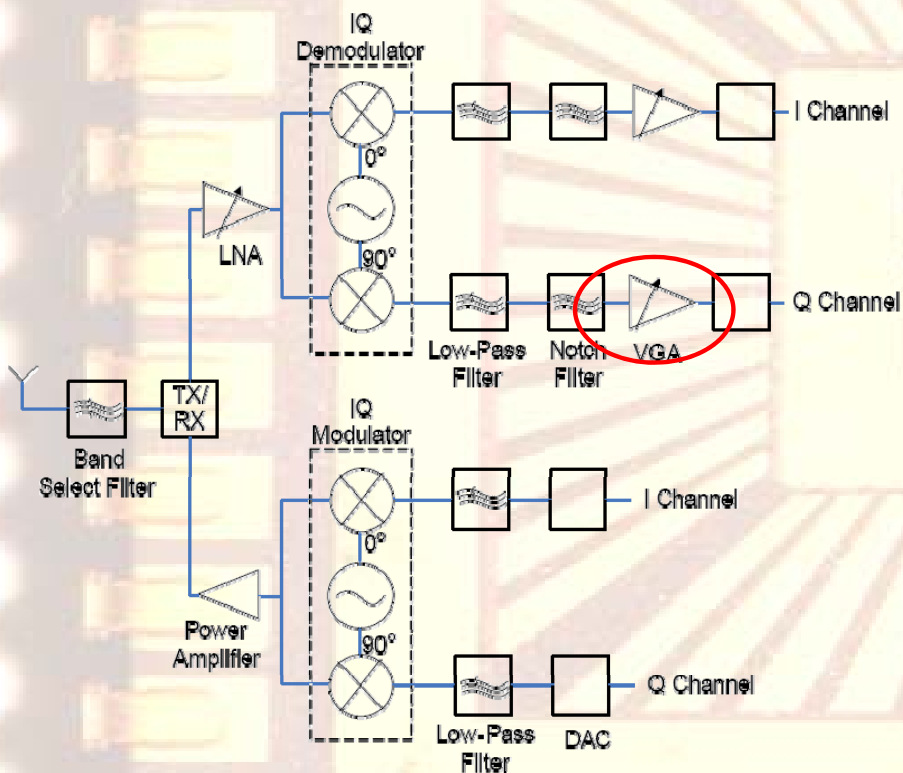 IQ
Demodulator
I Channel
0°
LNA
90°
Q Channel
Low-Pass
Filter
Notch
Filter
VGA
TX/
RX
Band
Select Filter
IQ
Modulator
I Channel
0°
Power
Amplifier
90°
Q Channel
Low-Pass
Filter
DAC